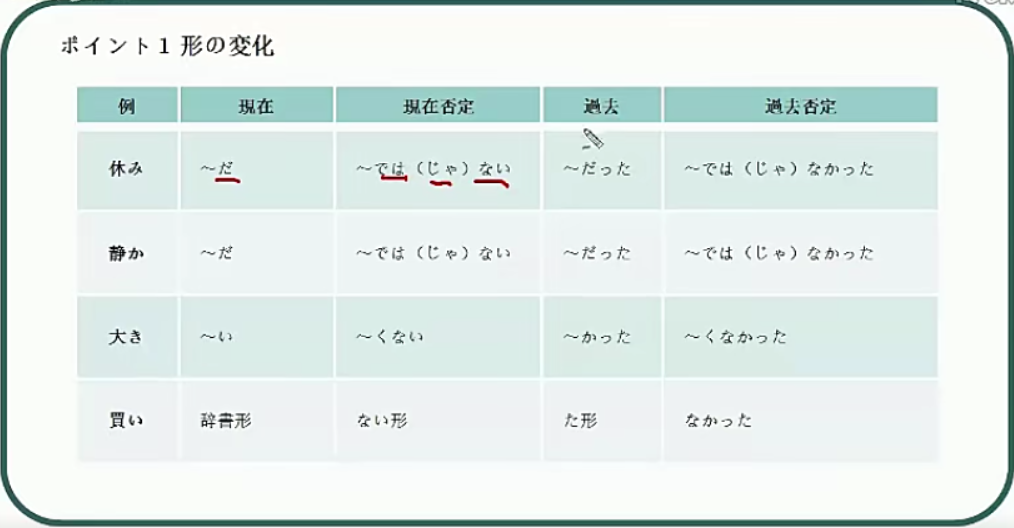 ポイント１ 形の変化
例 現在 現在否定 過去 過去否定
休み ～だ ～では（じゃ）ない ～だった ～では（じゃ）なかった
静か ～だ ～では（じゃ）ない ～だった ～では（じゃ）なかった
大き ～い ～くない ～かった ～くなかった
買い 辞書形 ない形 た形 なかった